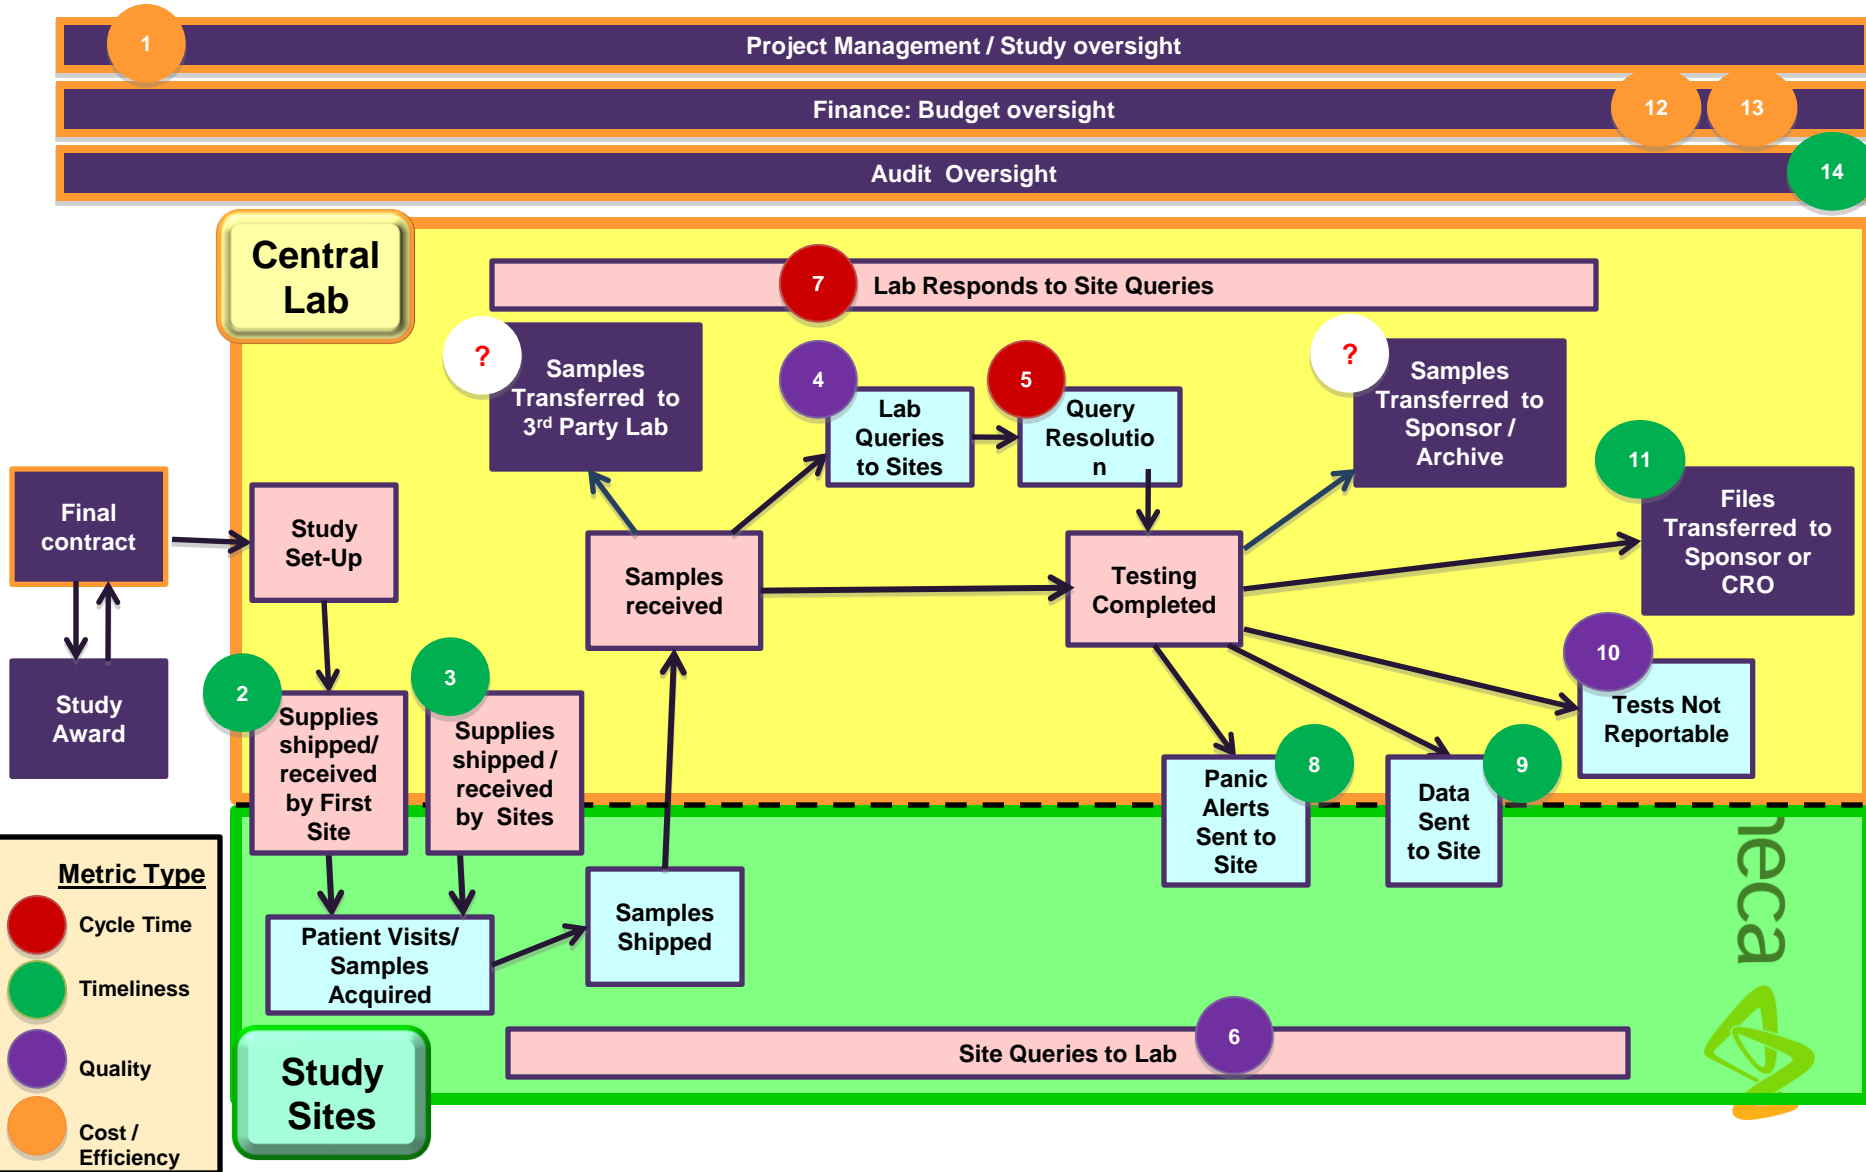 1
Project Management / Study oversight
Finance: Budget oversight
12
13
Audit Oversight
14
Central
Lab
7
Lab Responds to Site Queries
?
Samples
Transferred to
3rd Party Lab
4
Lab
Queries
to Sites
5
Query
Resolutio
n
?
Samples
Transferred to
Sponsor /
Archive
11
Files
Transferred to
Sponsor or
CRO
Final
contract
Study
Set-Up
Samples
received
Testing
Completed
Study
Award
2
Supplies
shipped/
received
by First
Site
3
Supplies
shipped /
received
by Sites
10
Tests Not
Reportable
Panic
Alerts
Sent to
Site
8
Data
Sent
to Site
9
Patient Visits/
Samples
Acquired
Samples
Shipped
Site Queries to Lab
6
Study
Sites
Metric Type
Cycle Time
Timeliness
Quality
Cost /
Efficiency
neca